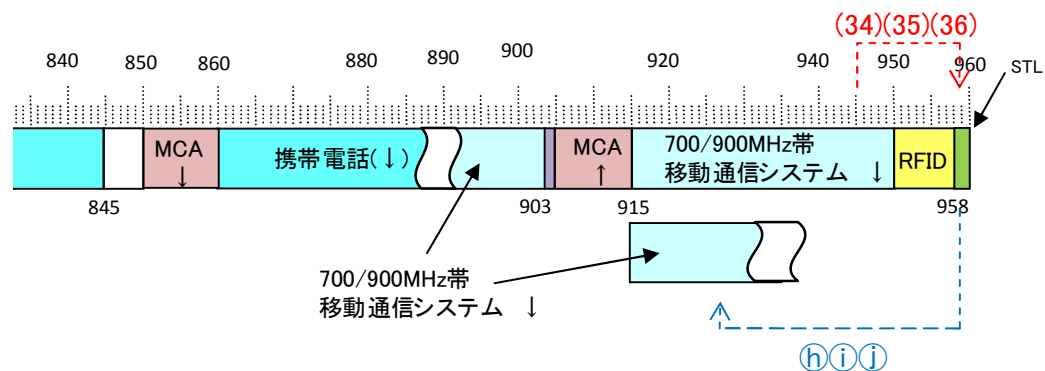 (34)(35)(36)
840 850 860 880 890 900 920 940 950 960
STL
MCA
↓
携帯電話(↓)
MCA
↑
700/900MHz帯
移動通信システム ↓
RFID
845 903 915 958
700/900MHz帯
移動通信システム ↓
ⓗⓘⓙ